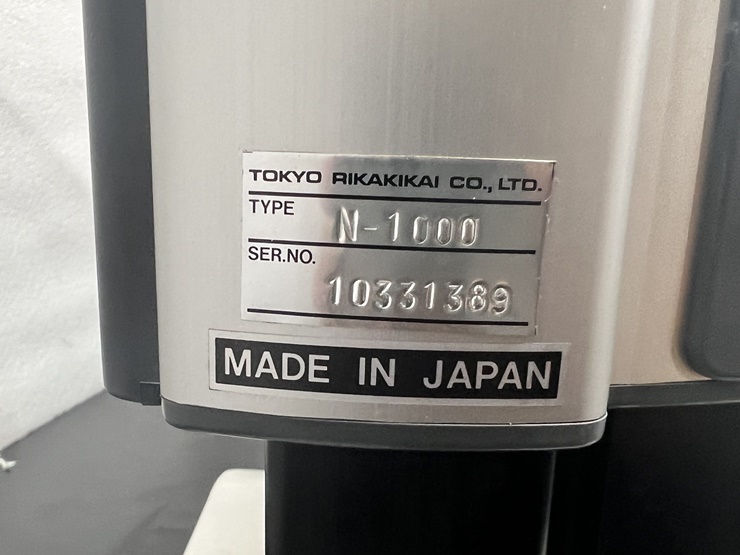 TOKYO RIKAKIKAI CO., LTD.
TYPE N-1000
SER.NO. 10331389
MADE IN JAPAN